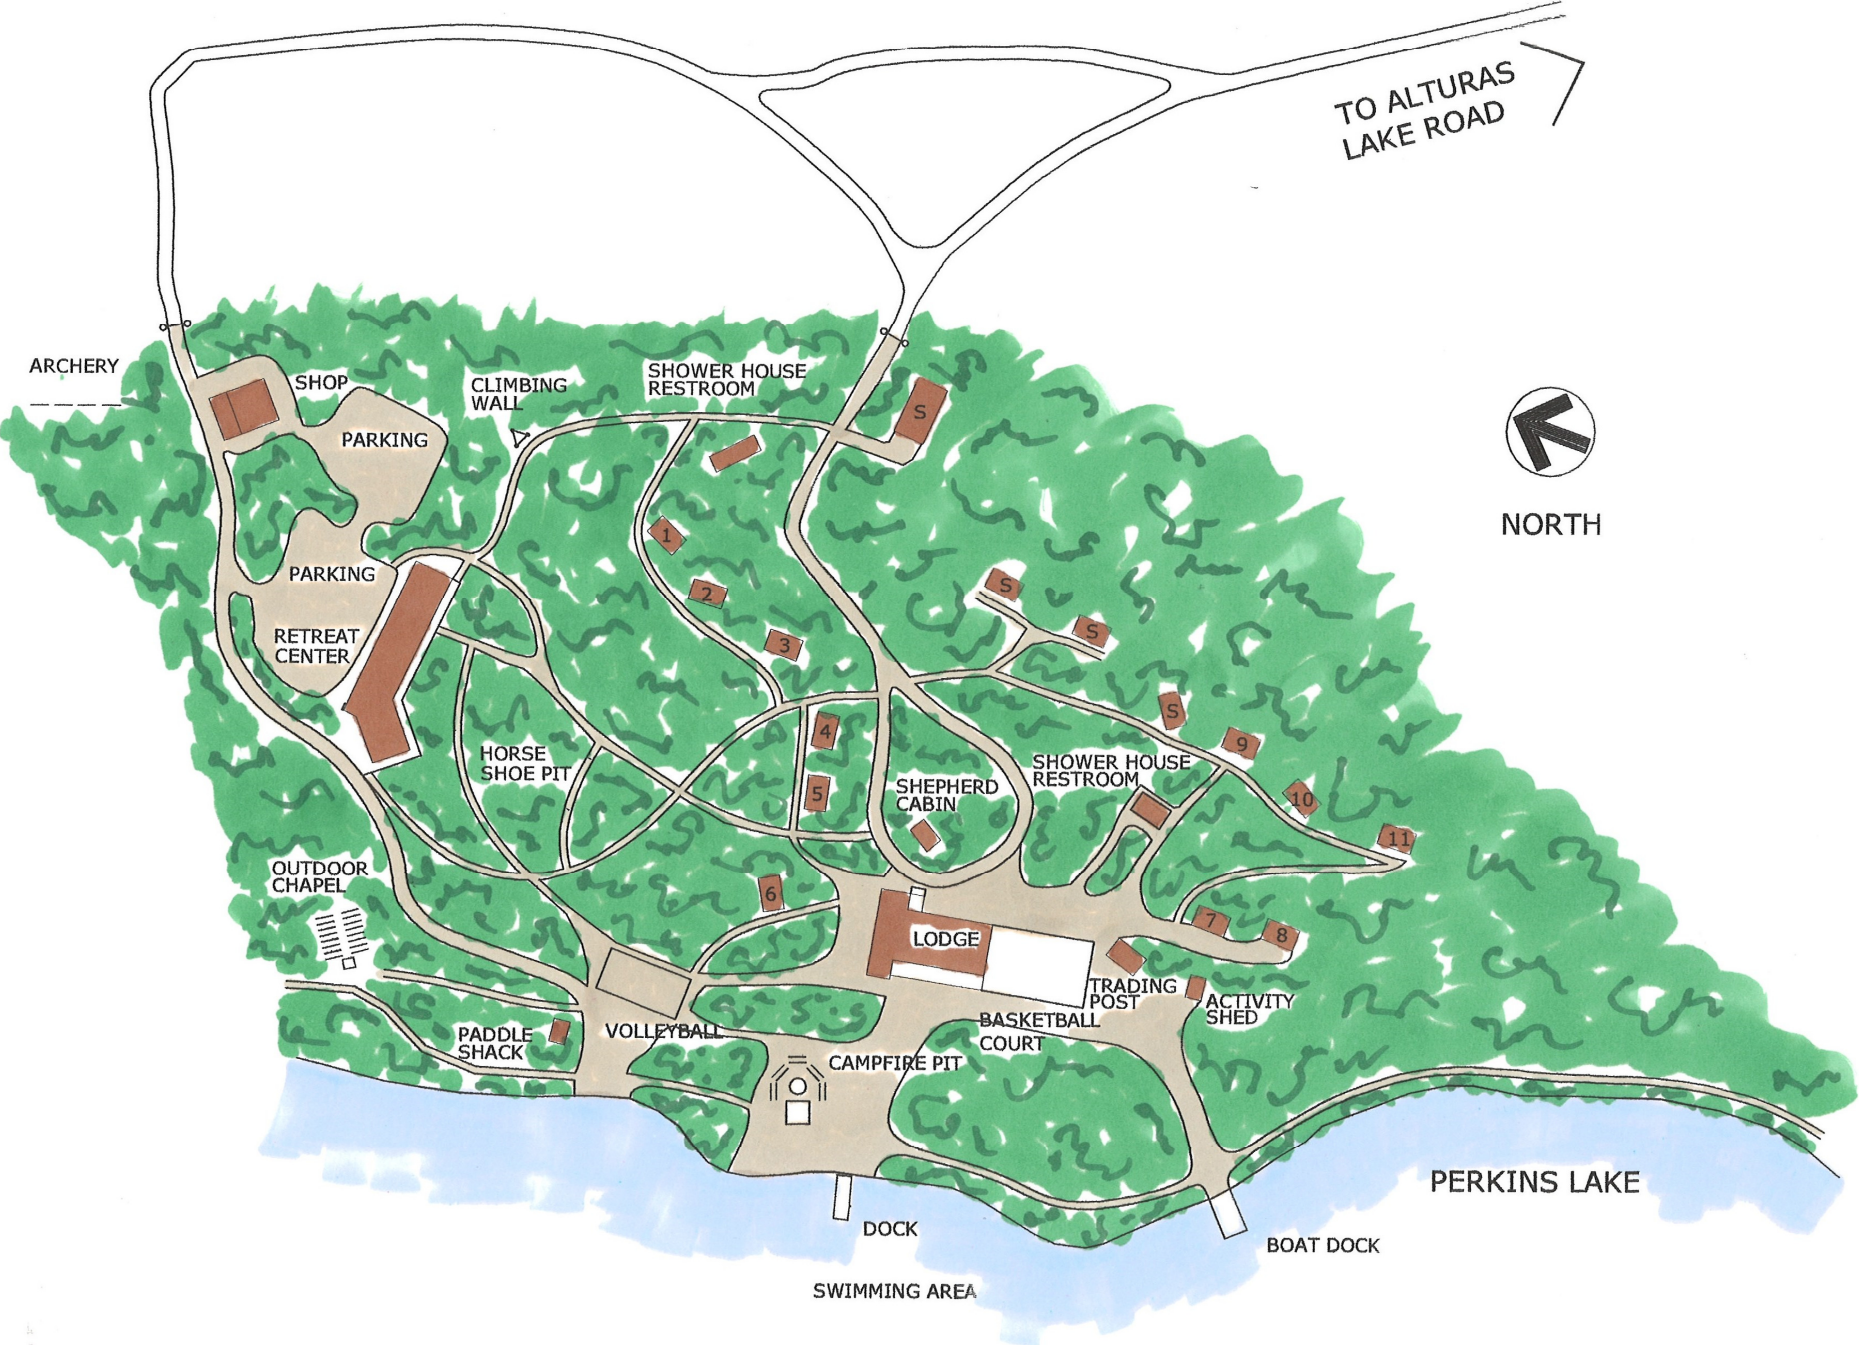 TO ALTURAS
LAKE ROAD
ARCHERY
SHOP
CLIMBING
WALL
SHOWER HOUSE
RESTROOM
S
PARKING
NORTH
1
PARKING
2
S
S
3
RETREAT
CENTER
S
4
9
HORSE
SHOE PIT
5
SHEPHERD
CABIN
SHOWER HOUSE
RESTROOM
10
11
OUTDOOR
CHAPEL
6
7
8
LODGE
TRADING
POST
ACTIVITY
SHED
PADDLE
SHACK
VOLLEYBALL
BASKETBALL
COURT
CAMPFIRE PIT
PERKINS LAKE
DOCK
BOAT DOCK
SWIMMING AREA